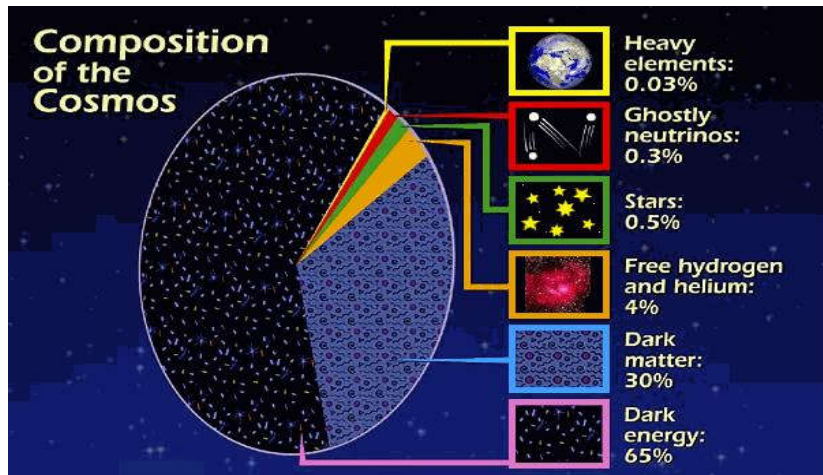 Composition
of the
Cosmos
Heavy
elements:
0.03%
Ghostly
neutrinos:
0.3%
Stars:
0.5%
Free hydrogen
and helium:
4%
Dark
matter:
30%
Dark
energy:
65%